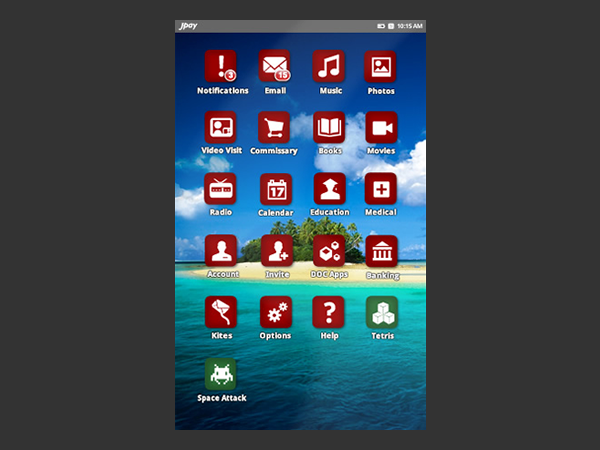 JPay 10:15 AM
! 3 15
Notifications Email Music Photos
Video Visit Commissary Books Movies
17
Radio Calendar Education Medical
Account Invite DOC Apps Banking
?
Kites Options Help Tetris
Space Attack